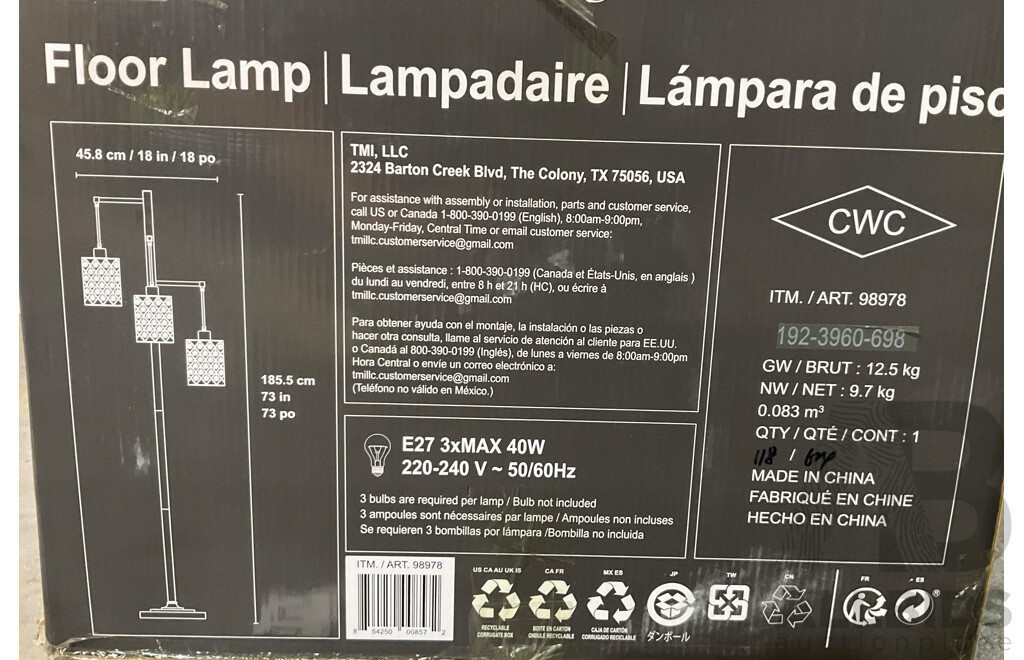 Floor Lamp | Lampadaire | Lámpara de piso
45.8 cm / 18 in / 18 po
185.5 cm
73 in
73 po
TMI, LLC
2324 Barton Creek Blvd, The Colony, TX 75056, USA
For assistance with assembly or installation, parts and customer service,
call US or Canada 1-800-390-0199 (English), 8:00am-9:00pm,
Monday-Friday, Central Time or email customer service:
tmillc.customerservice@gmail.com
Pièces et assistance : 1-800-390-0199 (Canada et États-Unis, en anglais )
du lundi au vendredi, entre 8 h et 21 h (HC), ou écrire à
tmillc.customerservice@gmail.com
Para obtener ayuda con el montaje, la instalación o las piezas o
hacer otra consulta, llame al servicio de atención al cliente para EE.UU.
o Canadá al 800-390-0199 (Inglés), de lunes a viernes de 8:00am-9:00pm
Hora Central o envíe un correo electrónico a:
tmillc.customerservice@gmail.com
(Teléfono no válido en México.)
E27 3xMAX 40W
220-240 V ~ 50/60Hz
3 bulbs are required per lamp / Bulb not included
3 ampoules sont nécessaires par lampe / Ampoules non incluses
Se requieren 3 bombillas por lámpara /Bombilla no incluida
CWC
ITM. / ART. 98978
192-3960-698
GW / BRUT : 12.5 kg
NW / NET : 9.7 kg
0.083 m³
QTY / QTÉ / CONT : 1
118 /
MADE IN CHINA
FABRIQUÉ EN CHINE
HECHO EN CHINA
ITM. / ART. 98978
8 54250 00857 2
US CA AU UK IS
RECYCLABLE
CORRUGATE BOX
CA FR
BOITE EN CARTON
ONDULE RECYCLABLE
MX ES
CAJA DE CARTÓN
CORRUGADO RECICLABLE
JP
ダンボール
TW
CN
FR
ES
®